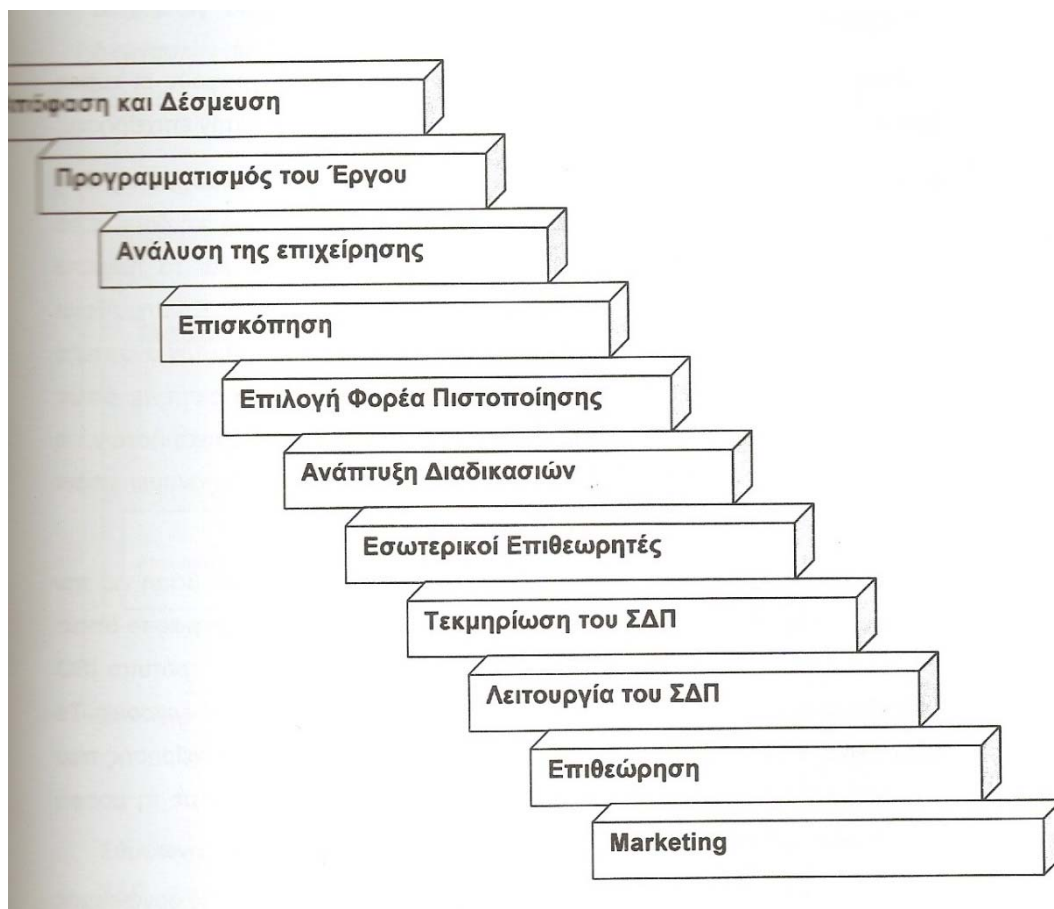 και Δέσμευση
Προγραμματισμός του Έργου
Ανάλυση της επιχείρησης
Επισκόπηση
Επιλογή Φορέα Πιστοποίησης
Ανάπτυξη Διαδικασιών
Εσωτερικοί Επιθεωρητές
Τεκμηρίωση του ΣΔΠ
Λειτουργία του ΣΔΠ
Επιθεώρηση
Marketing